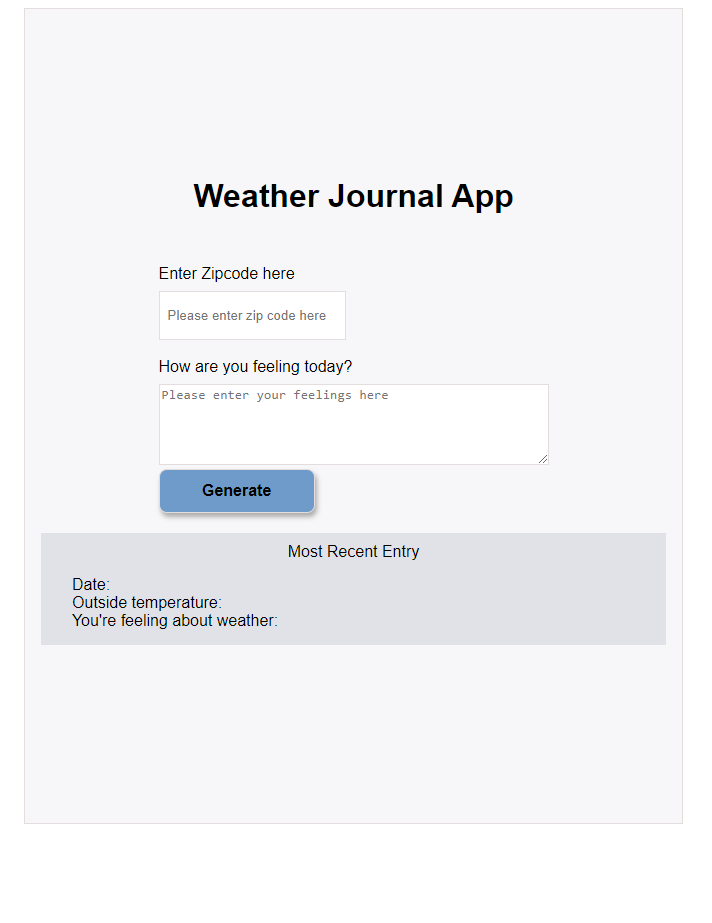 Weather Journal App
Enter Zipcode here
Please enter zip code here
How are you feeling today?
Please enter your feelings here
Generate
Most Recent Entry
Date:
Outside temperature:
You're feeling about weather: